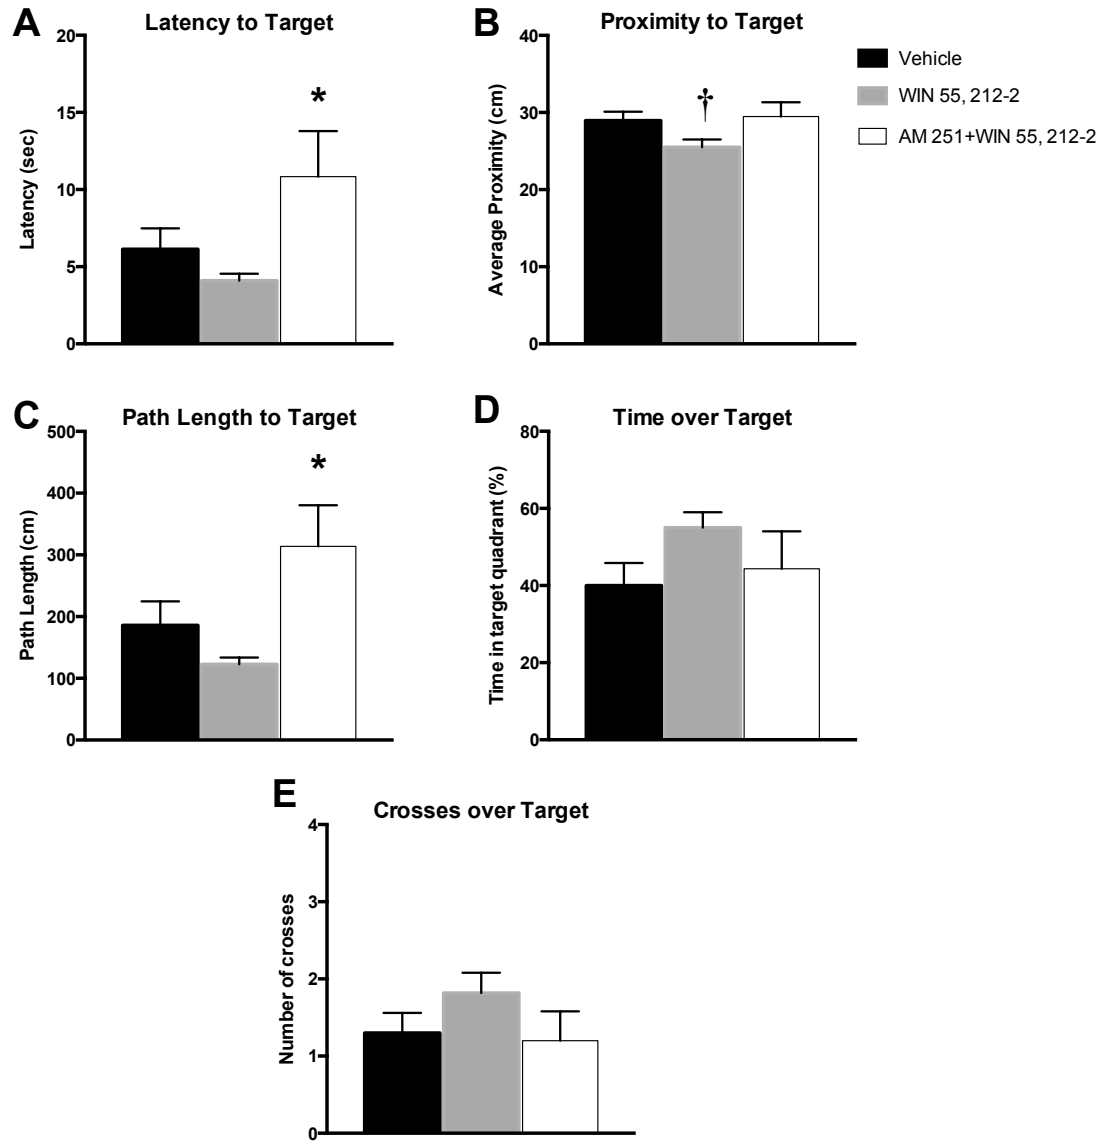 A
Latency to Target
Latency (sec)
20
15
10
5
0
*
B
Proximity to Target
Average Proximity (cm)
40
30
20
10
0
†
Vehicle
WIN 55, 212-2
AM 251+WIN 55, 212-2
C
Path Length to Target
Path Length (cm)
500
400
300
200
100
0
*
D
Time over Target
Time in target quadrant (%)
80
60
40
20
0
E
Crosses over Target
Number of crosses
4
3
2
1
0